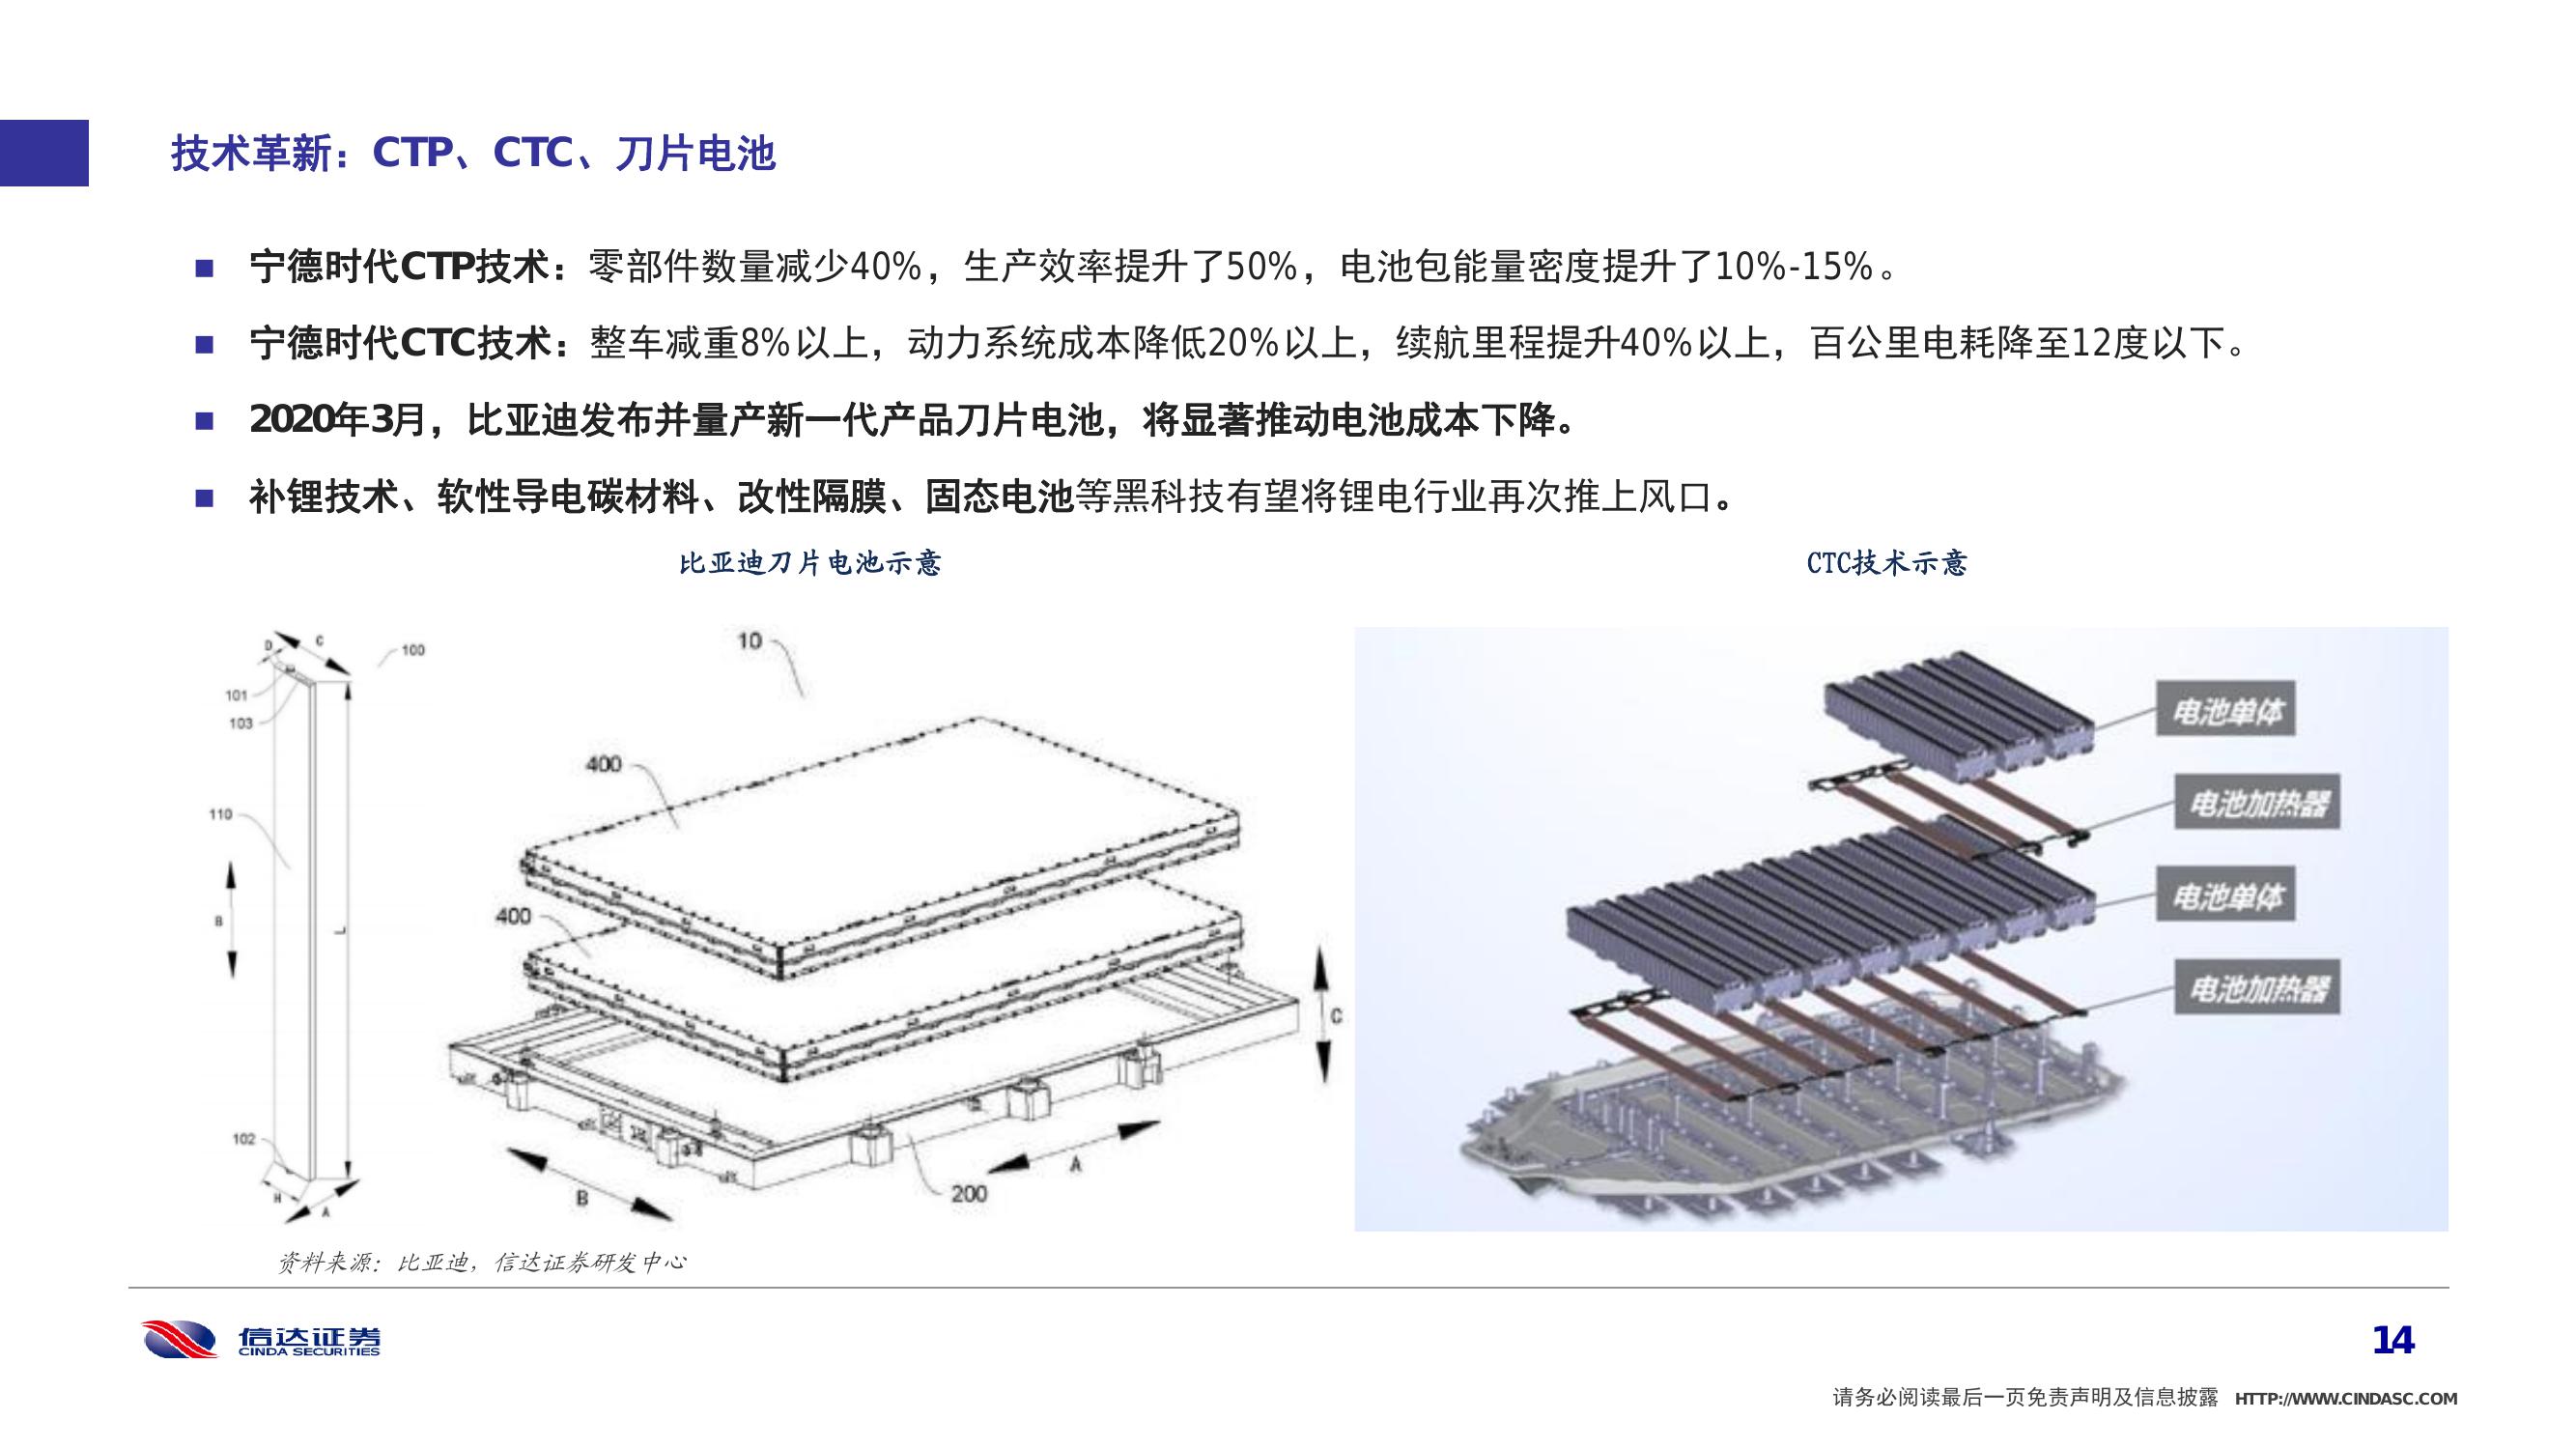 技术革新：CTP、CTC、刀片电池
■ 宁德时代CTP技术：零部件数量减少40%，生产效率提升了50%，电池包能量密度提升了10%-15%。
■ 宁德时代CTC技术：整车减重8%以上，动力系统成本降低20%以上，续航里程提升40%以上，百公里电耗降至12度以下。
■ 2020年3月，比亚迪发布并量产新一代产品刀片电池，将显著推动电池成本下降。
■ 补锂技术、软性导电碳材料、改性隔膜、固态电池等黑科技有望将锂电行业再次推上风口。
比亚迪刀片电池示意
D
C
100
101
103
110
B
L
102
H
A
10
400
400
C
A
B
200
CTC技术示意
电池单体
电池加热器
电池单体
电池加热器
资料来源：比亚迪，信达证券研发中心
信达证券
CINDA SECURITIES
14
请务必阅读最后一页免责声明及信息披露 HTTP://WWW.CINDASC.COM